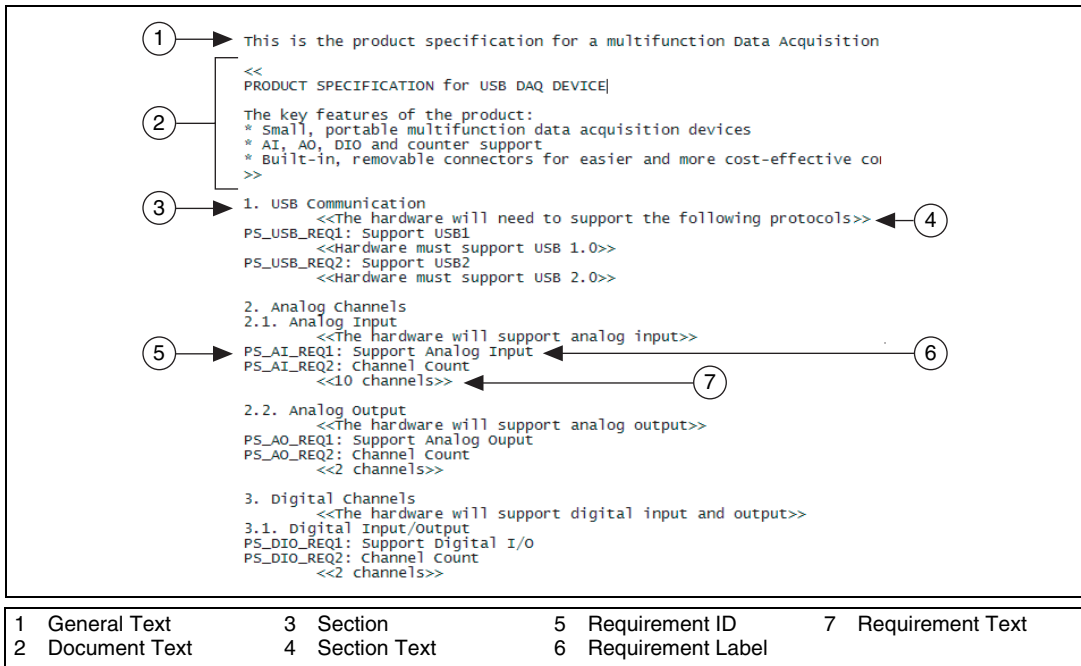 1 This is the product specification for a multifunction Data Acquisition
<<
PRODUCT SPECIFICATION for USB DAQ DEVICE
2 The key features of the product:
* Small, portable multifunction data acquisition devices
* AI, AO, DIO and counter support
* Built-in, removable connectors for easier and more cost-effective
>>
3 1. USB Communication
<<The hardware will need to support the following protocols>> 4
PS_USB_REQ1: Support USB1
<<Hardware must support USB 1.0>>
PS_USB_REQ2: Support USB2
<<Hardware must support USB 2.0>>
2. Analog Channels
2.1. Analog Input
<<The hardware will support analog input>>
5 PS_AI_REQ1: Support Analog Input 6
PS_AI_REQ2: Channel Count
<<10 channels>> 7
2.2. Analog Output
<<The hardware will support analog output>>
PS_AO_REQ1: Support Analog Ouput
PS_AO_REQ2: Channel Count
<<2 channels>>
3. Digital Channels
<<The hardware will support digital input and output>>
3.1. Digital Input/Output
PS_DIO_REQ1: Support Digital I/O
PS_DIO_REQ2: Channel Count
<<2 channels>>
1 General Text 3 Section 5 Requirement ID 7 Requirement Text
2 Document Text 4 Section Text 6 Requirement Label